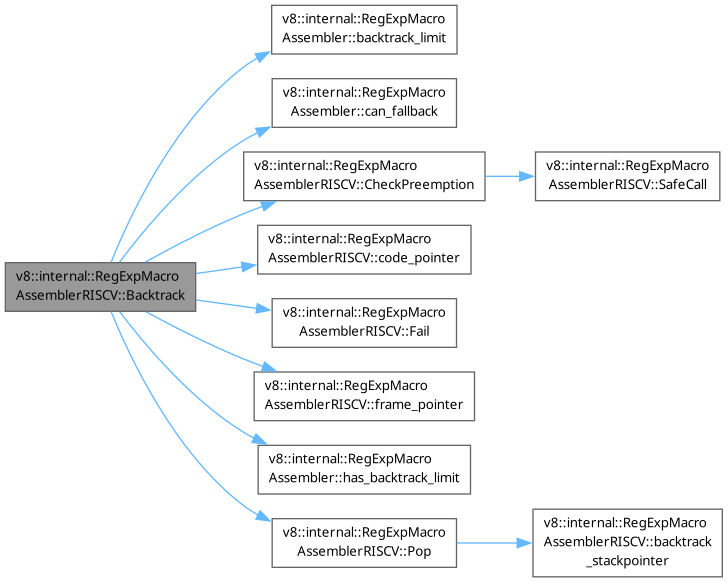 v8::internal::RegExpMacro
Assembler::backtrack_limit
v8::internal::RegExpMacro
Assembler::can_fallback
v8::internal::RegExpMacro
AssemblerRISCV::CheckPreemption
v8::internal::RegExpMacro
AssemblerRISCV::SafeCall
v8::internal::RegExpMacro
AssemblerRISCV::code_pointer
v8::internal::RegExpMacro
AssemblerRISCV::Backtrack
v8::internal::RegExpMacro
AssemblerRISCV::Fail
v8::internal::RegExpMacro
AssemblerRISCV::frame_pointer
v8::internal::RegExpMacro
Assembler::has_backtrack_limit
v8::internal::RegExpMacro
AssemblerRISCV::Pop
v8::internal::RegExpMacro
AssemblerRISCV::backtrack
_stackpointer